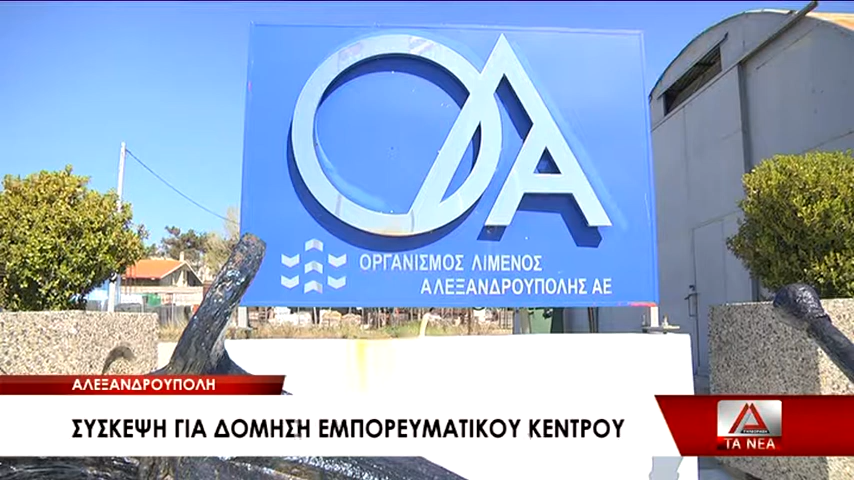 ΟΛΑ
ΟΡΓΑΝΙΣΜΟΣ ΛΙΜΕΝΟΣ
ΑΛΕΞΑΝΔΡΟΥΠΟΛΗΣ ΑΕ
ΑΛΕΞΑΝΔΡΟΥΠΟΛΗ
ΣΥΣΚΕΨΗ ΓΙΑ ΔΟΜΗΣΗ ΕΜΠΟΡΕΥΜΑΤΙΚΟΥ ΚΕΝΤΡΟΥ
ΤΑ ΝΕΑ